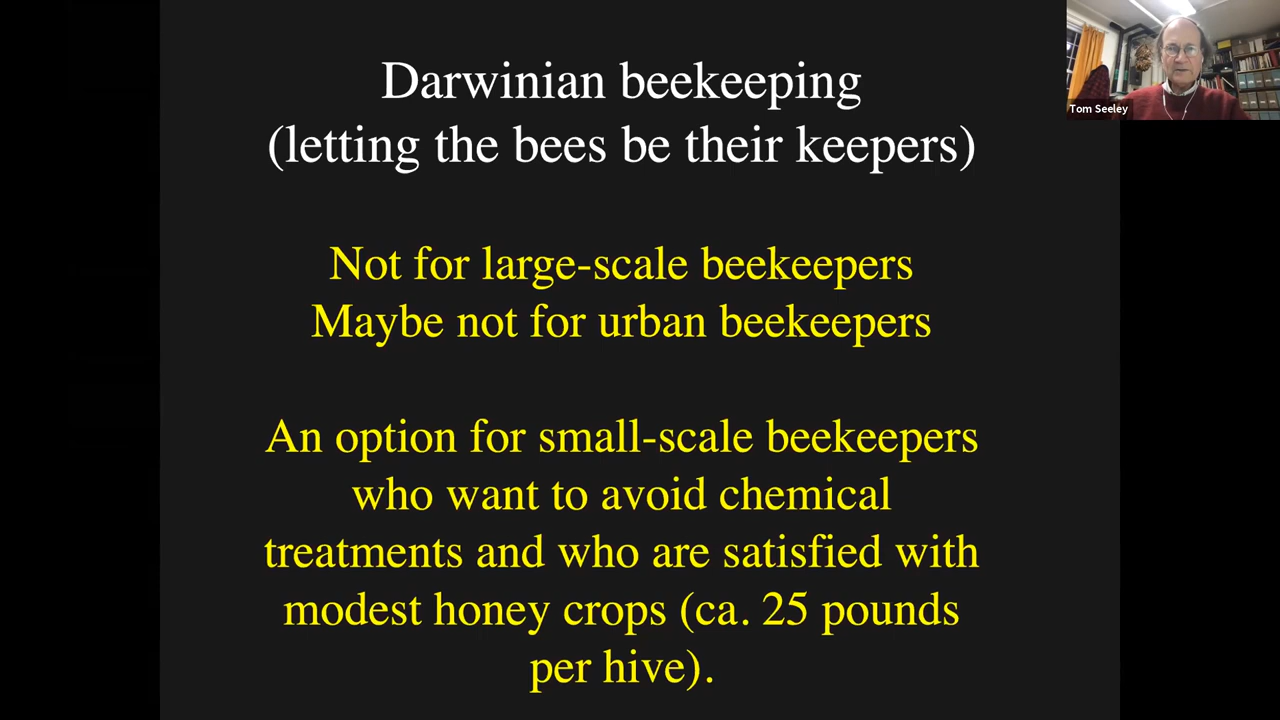 Darwinian beekeeping
(letting the bees be their keepers)
Not for large-scale beekeepers
Maybe not for urban beekeepers
An option for small-scale beekeepers
who want to avoid chemical
treatments and who are satisfied with
modest honey crops (ca. 25 pounds
per hive).
Tom Seeley